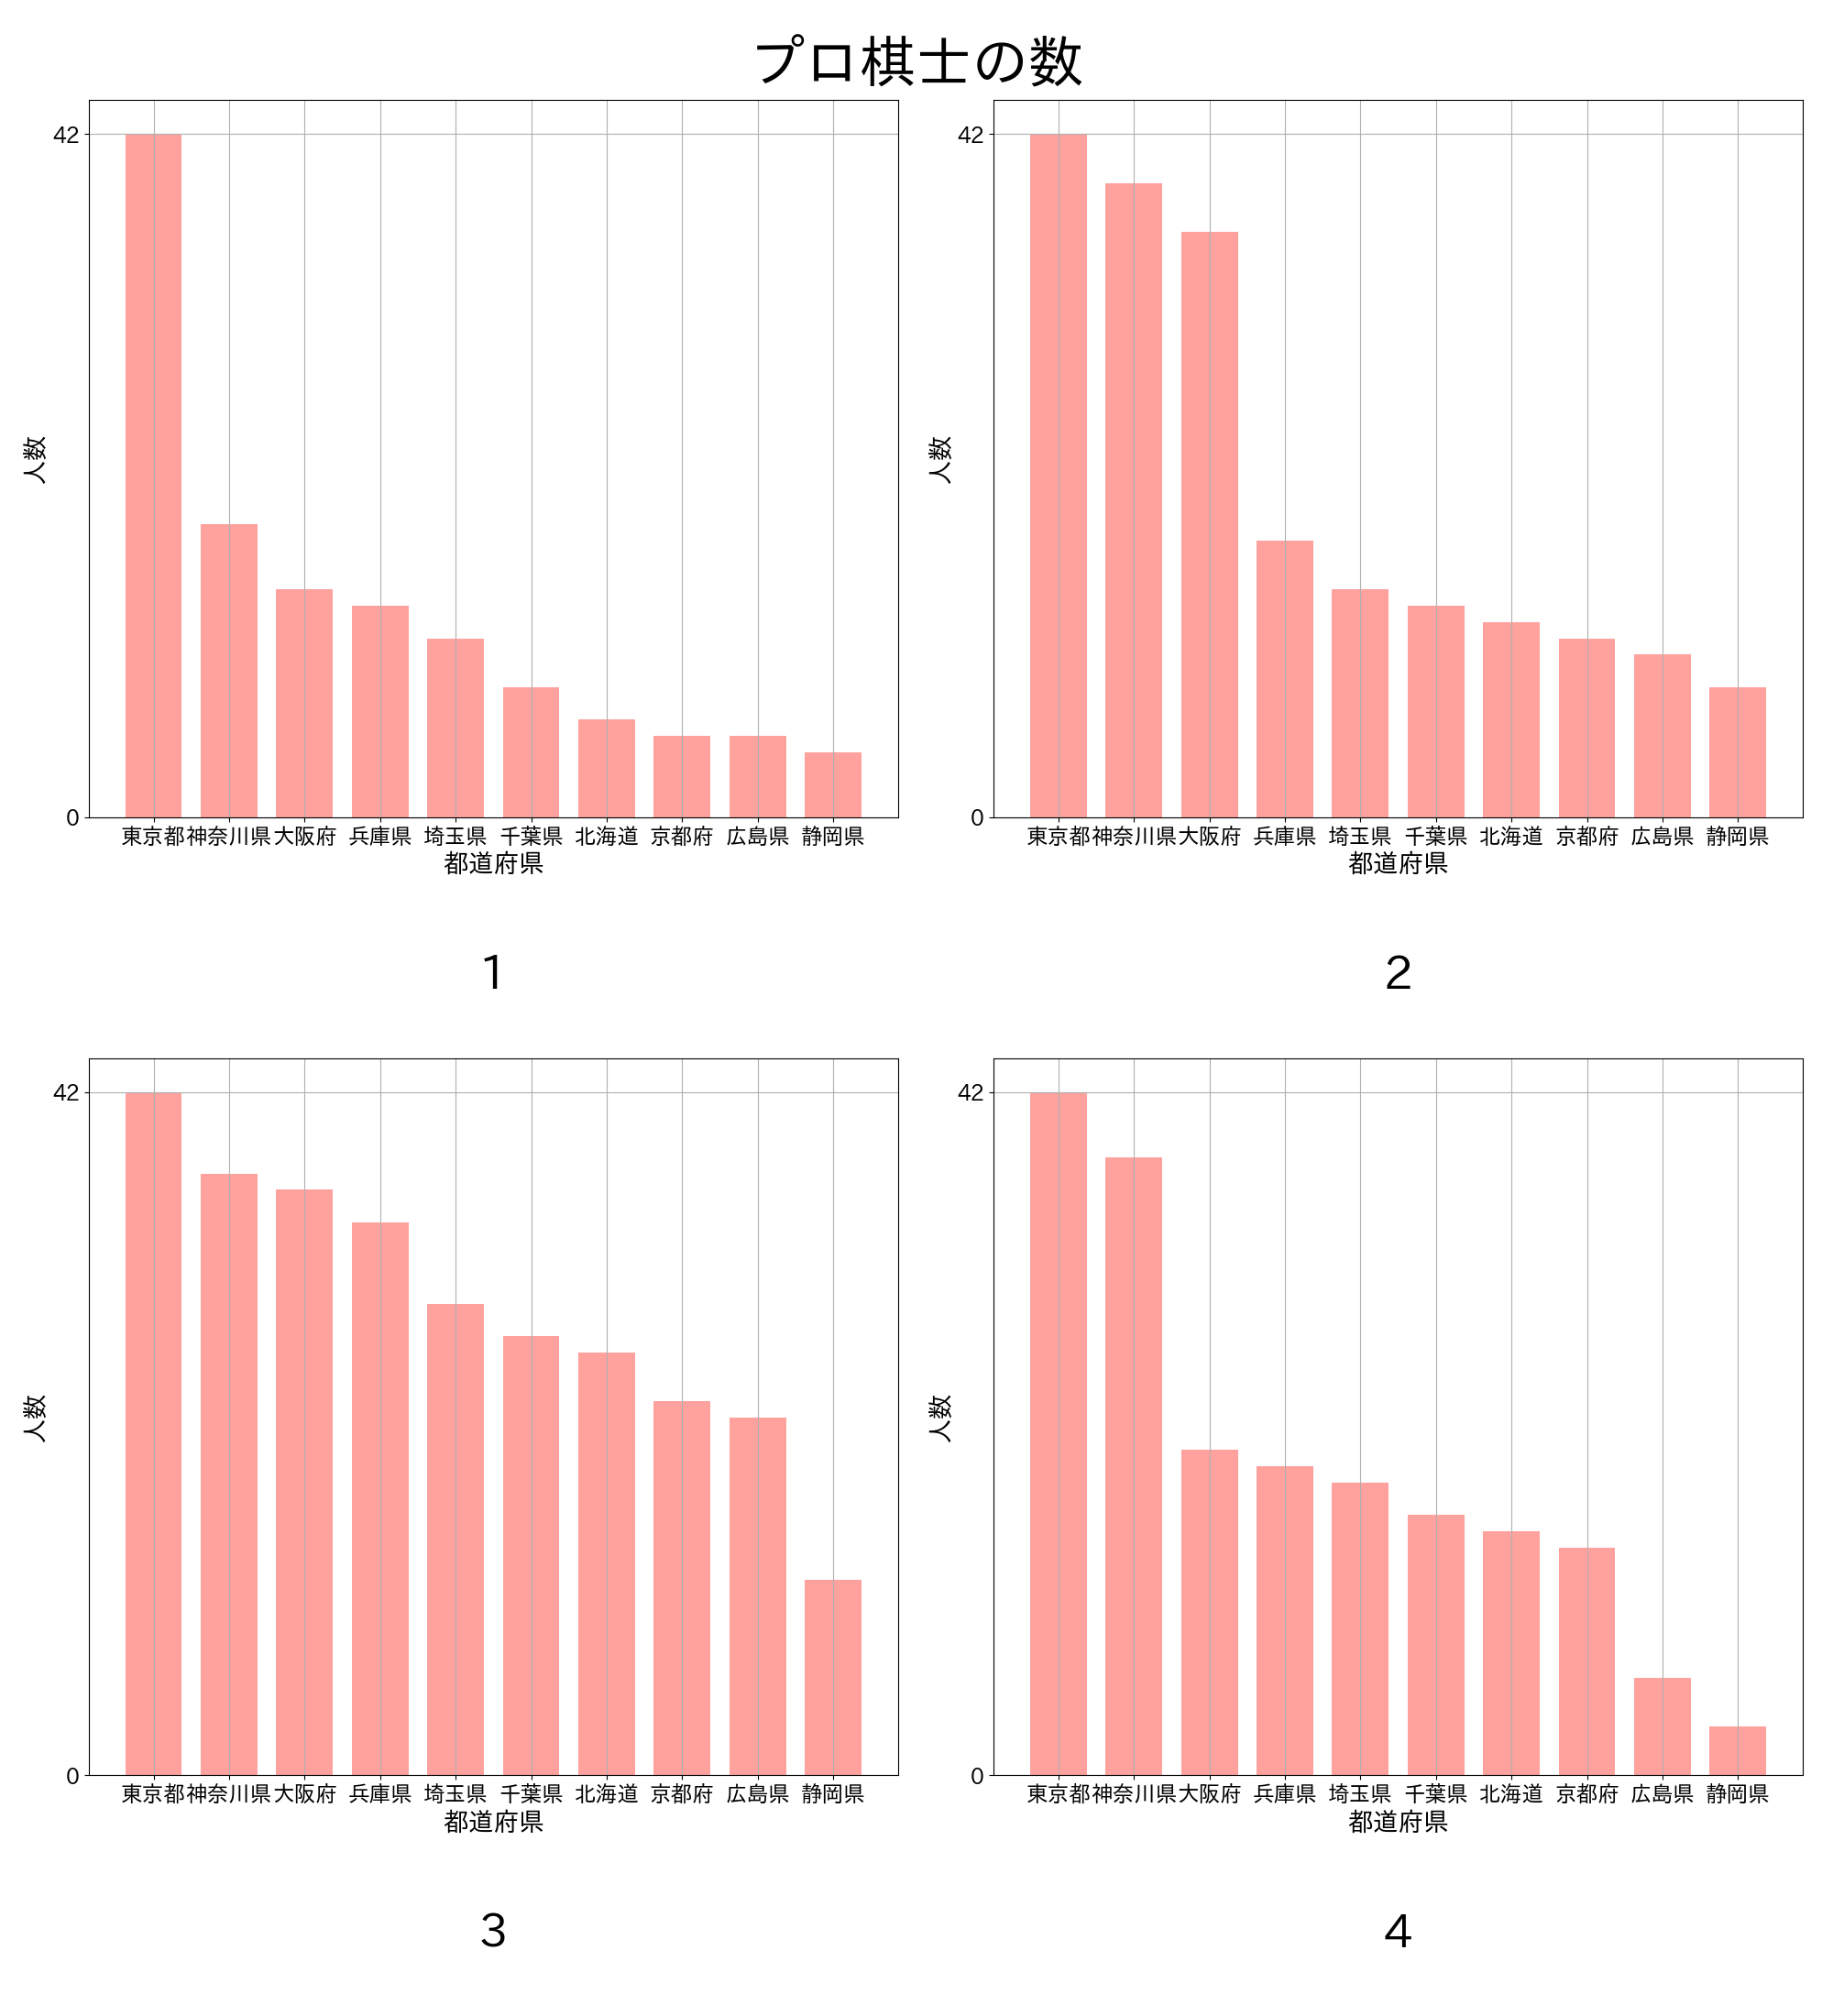 プロ棋士の数
42
0
人数
東京都 神奈川県 大阪府 兵庫県 埼玉県 千葉県 北海道 京都府 広島県 静岡県
都道府県
1
42
0
人数
東京都 神奈川県 大阪府 兵庫県 埼玉県 千葉県 北海道 京都府 広島県 静岡県
都道府県
2
42
0
人数
東京都 神奈川県 大阪府 兵庫県 埼玉県 千葉県 北海道 京都府 広島県 静岡県
都道府県
3
42
0
人数
東京都 神奈川県 大阪府 兵庫県 埼玉県 千葉県 北海道 京都府 広島県 静岡県
都道府県
4